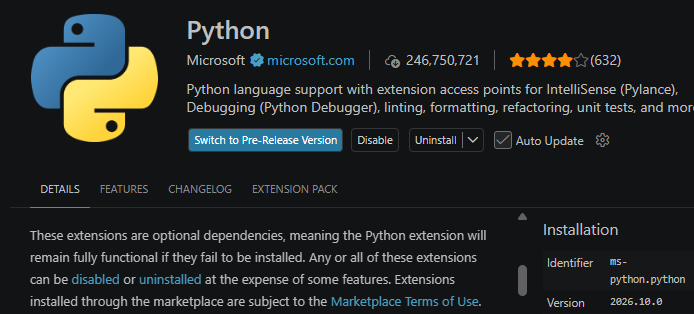 Python
Microsoft microsoft.com 246,750,721 (632)
Python language support with extension access points for IntelliSense (Pylance),
Debugging (Python Debugger), linting, formatting, refactoring, unit tests, and more
Switch to Pre-Release Version Disable Uninstall Auto Update
DETAILS FEATURES CHANGELOG EXTENSION PACK
These extensions are optional dependencies, meaning the Python extension will
remain fully functional if they fail to be installed. Any or all of these extensions
can be disabled or uninstalled at the expense of some features. Extensions
installed through the marketplace are subject to the Marketplace Terms of Use.
Installation
Identifier ms-
python.python
Version 2026.10.0